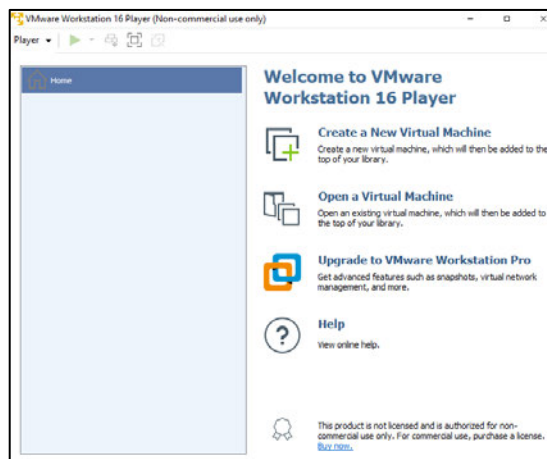 VMware Workstation 16 Player (Non-commercial use only)
Player
Home
Welcome to VMware
Workstation 16 Player
Create a New Virtual Machine
Create a new virtual machine, which will then be added to the
top of your library.
Open a Virtual Machine
Open an existing virtual machine, which will then be added to
the top of your library.
Upgrade to VMware Workstation Pro
Get advanced features such as snapshots, virtual network
management, and more.
Help
View online help.
This product is not licensed and is authorized for non-
commercial use only. For commercial use, purchase a license.
Buy now.